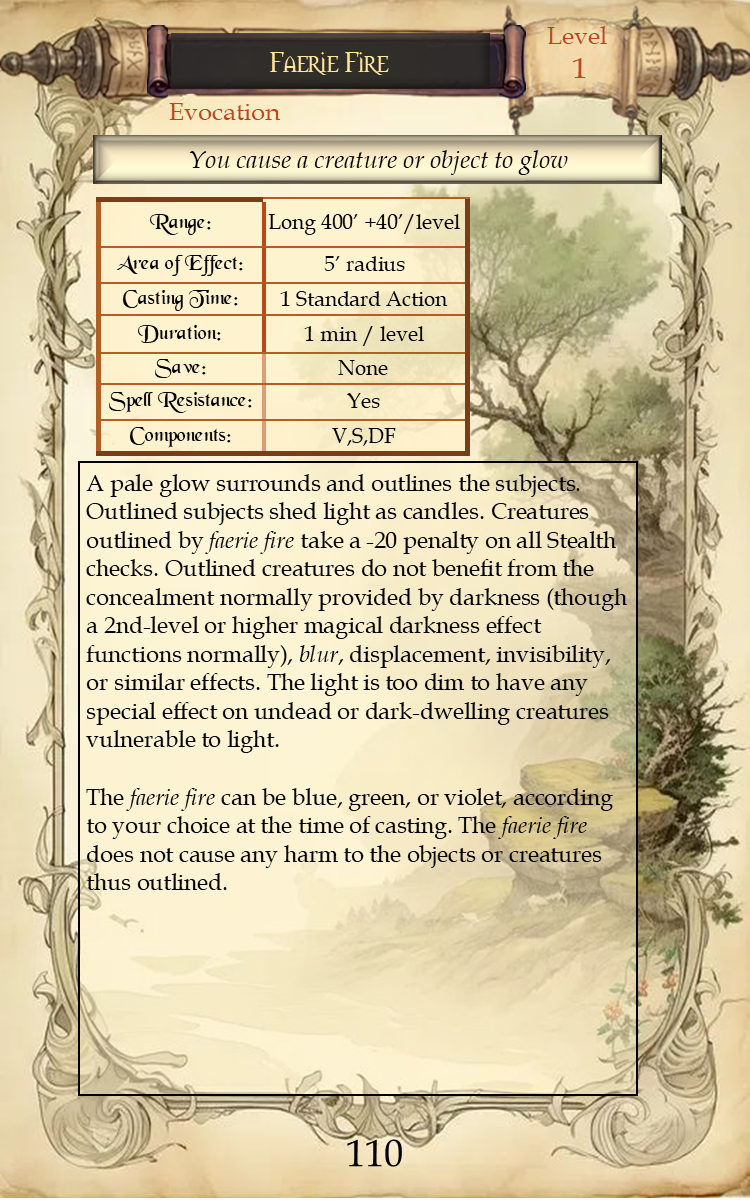 Faerie Fire
Level
1
Evocation
You cause a creature or object to glow
Range: Long 400′ +40′/level
Area of Effect: 5′ radius
Casting Time: 1 Standard Action
Duration: 1 min / level
Save: None
Spell Resistance: Yes
Components: V,S,DF
A pale glow surrounds and outlines the subjects.
Outlined subjects shed light as candles. Creatures
outlined by faerie fire take a -20 penalty on all Stealth
checks. Outlined creatures do not benefit from the
concealment normally provided by darkness (though
a 2nd-level or higher magical darkness effect
functions normally), blur, displacement, invisibility,
or similar effects. The light is too dim to have any
special effect on undead or dark-dwelling creatures
vulnerable to light.
The faerie fire can be blue, green, or violet, according
to your choice at the time of casting. The faerie fire
does not cause any harm to the objects or creatures
thus outlined.
110